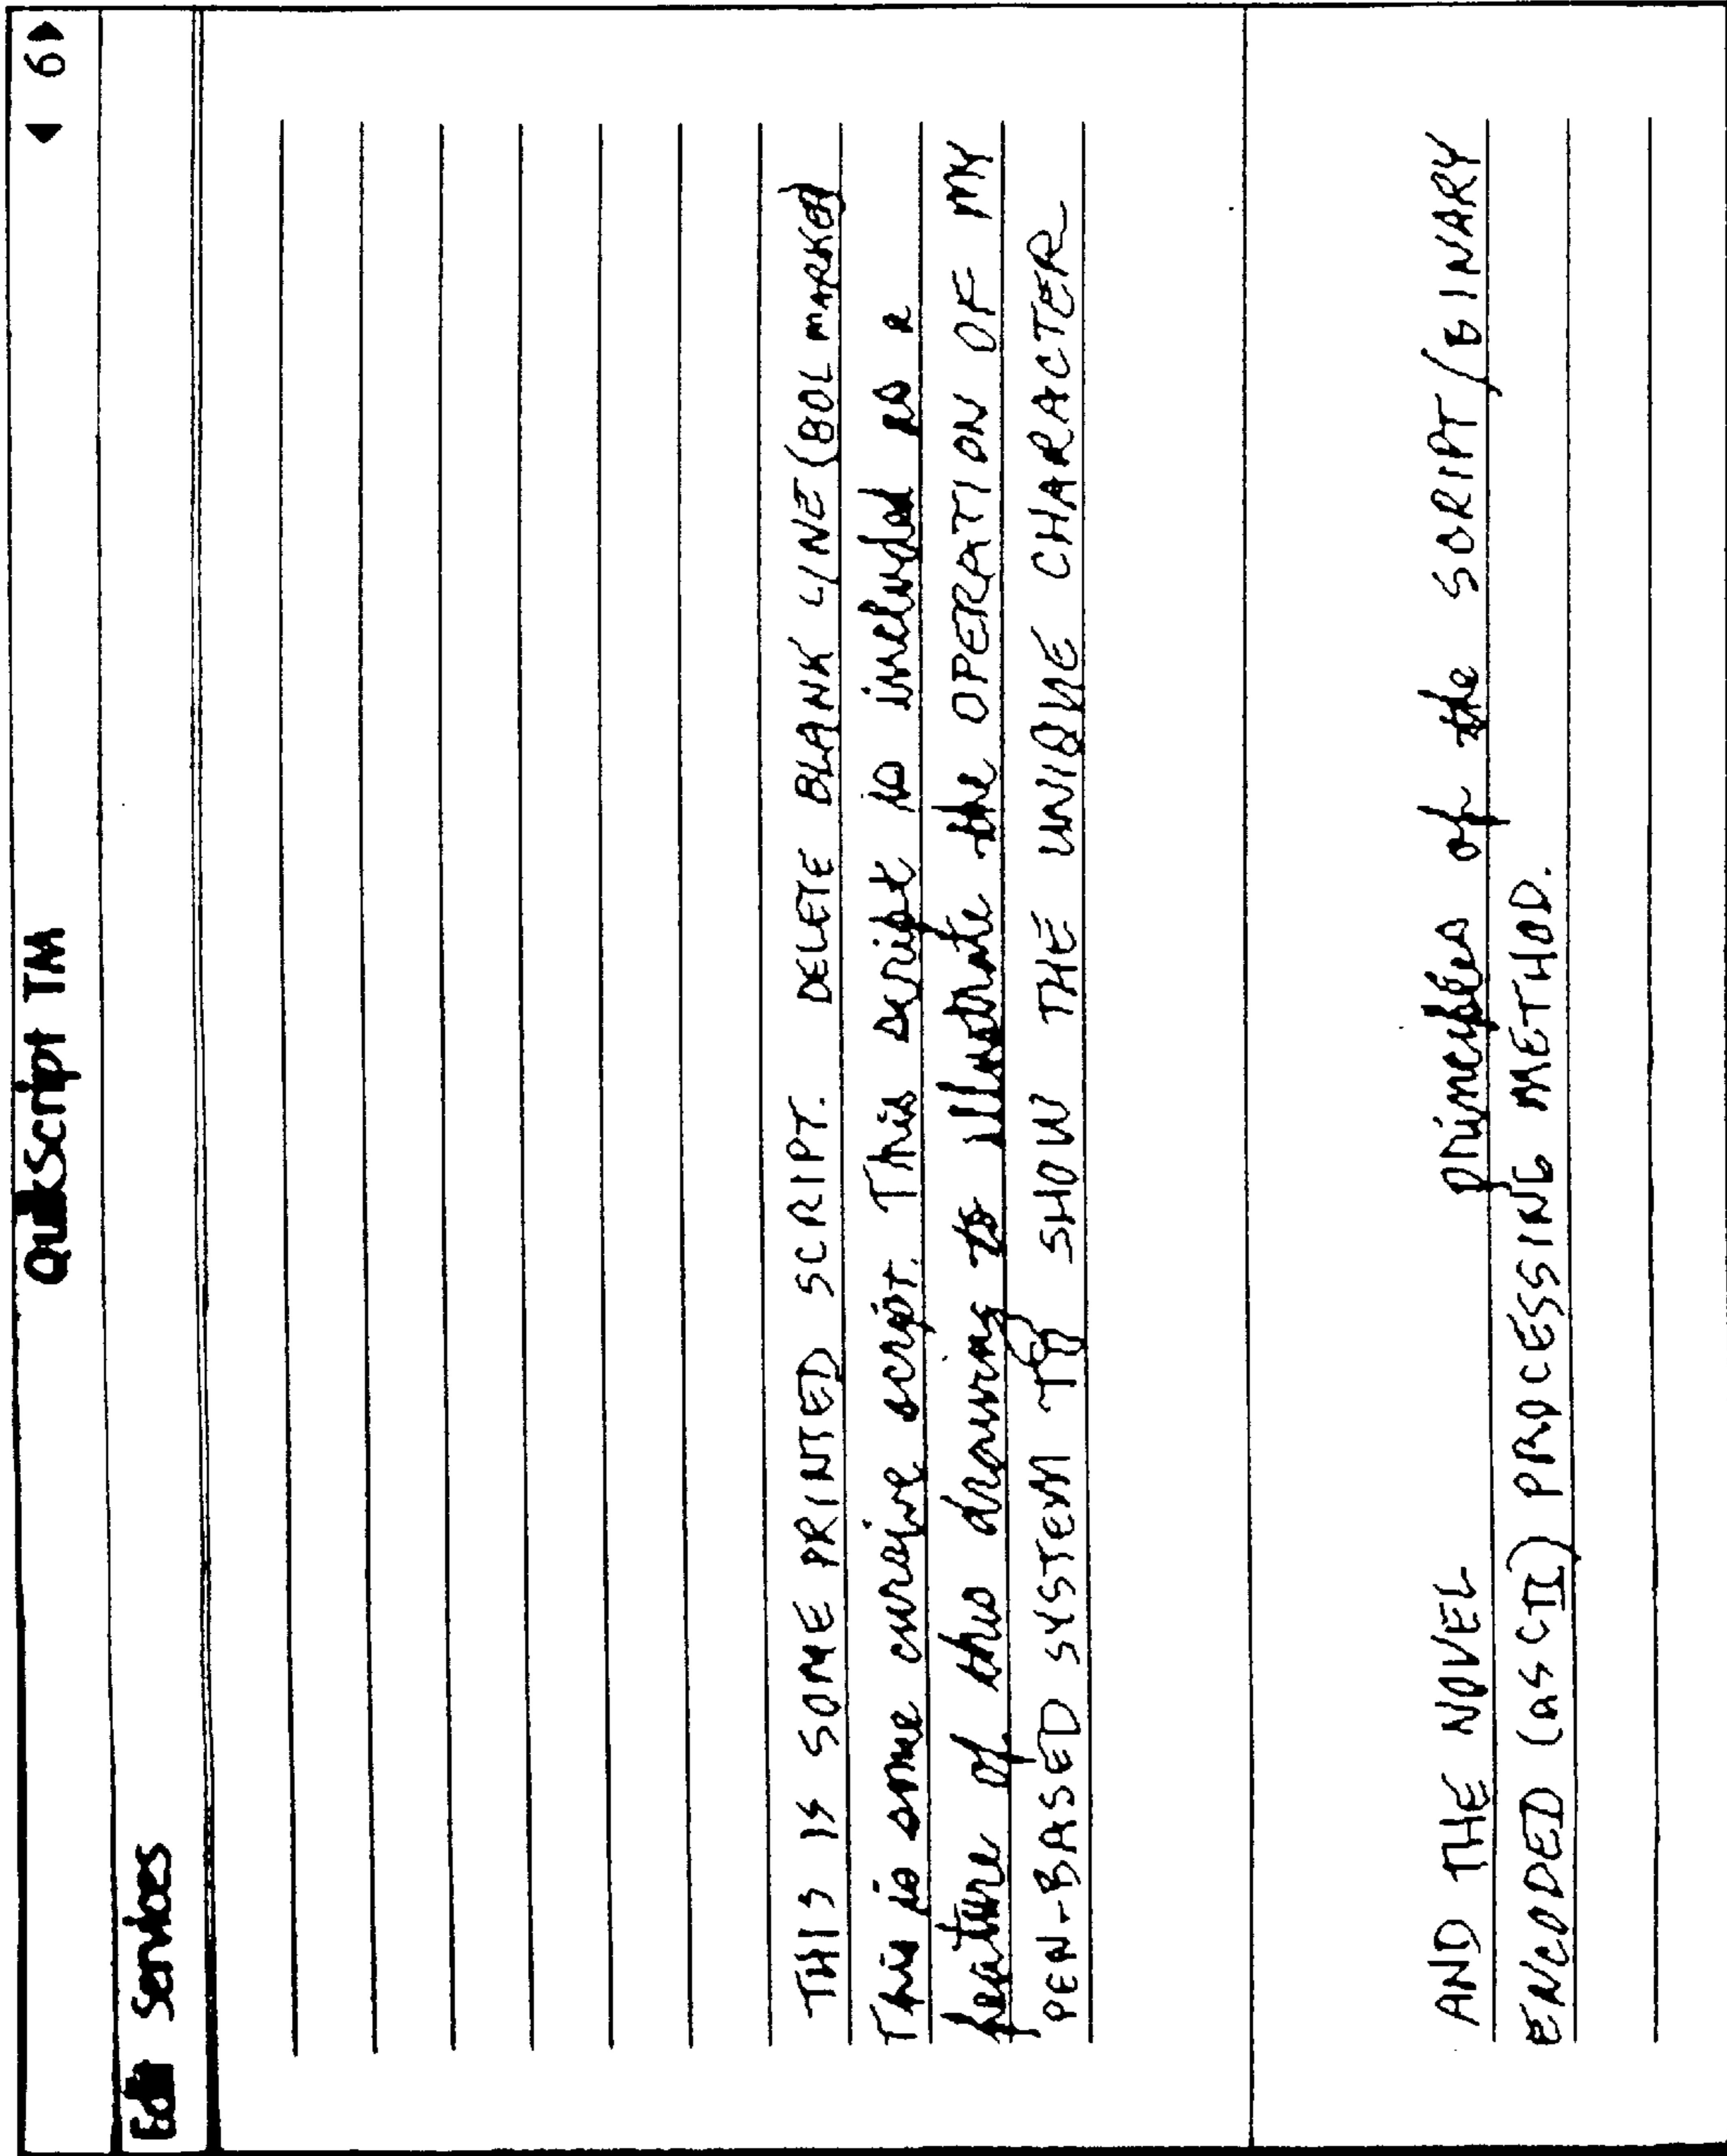 QuikScript TM ◀ 6▶
Edit Services
THIS IS SOME PRINTED SCRIPT. DELETE BLANK LINE (BOL MARKER)
This is some cursive script. This script is included as a
feature of this drawing to illustrate the OPERATION OF MY
PEN-BASED SYSTEM TO SHOW THE UNIQUE CHARACTER
AND THE NOVEL principles of the SCRIPT/BINARY
ENCODED (ASCII) PROCESSING METHOD.